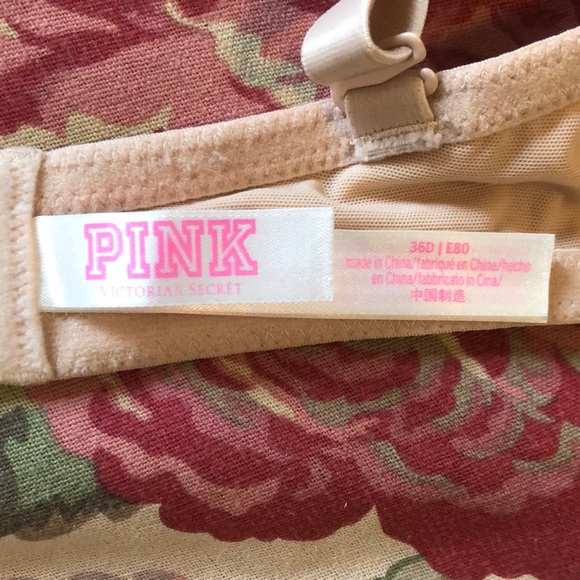 PINK
VICTORIA'S SECRET
36D | E80
made in China/fabriqué en Chine/hecho
en China/fabbricato in Cina/
中国制造